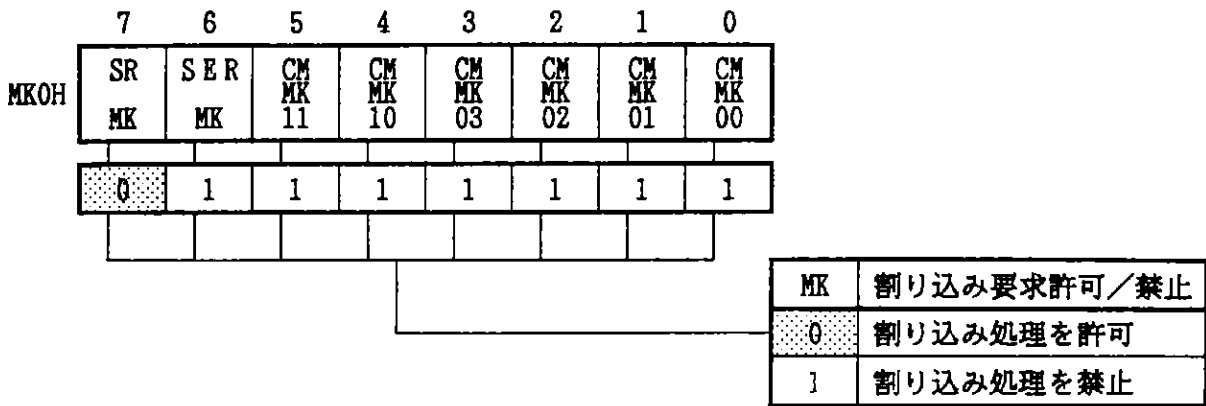 7 6 5 4 3 2 1 0
MK0H
SR MK
SER MK
CM MK 11
CM MK 10
CM MK 03
CM MK 02
CM MK 01
CM MK 00
0 1 1 1 1 1 1 1
MK 割り込み要求許可／禁止
0 割り込み処理を許可
1 割り込み処理を禁止